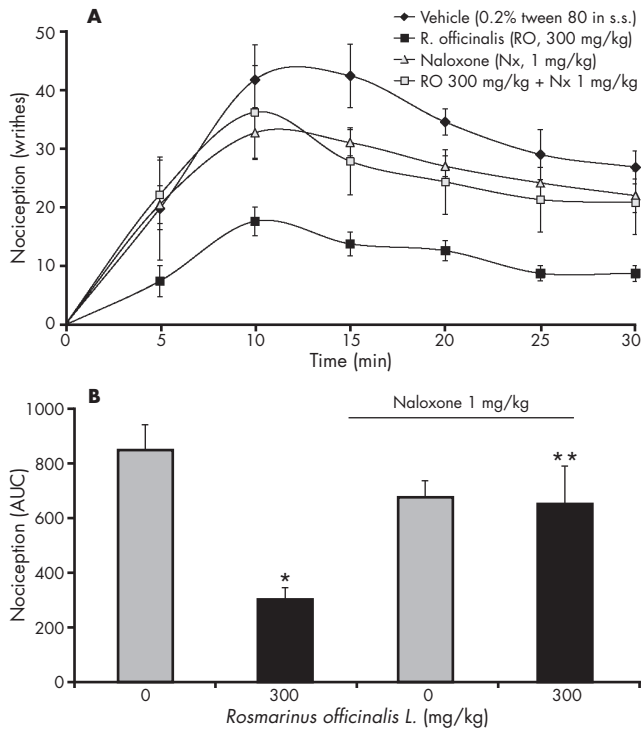 A
Vehicle (0.2% tween 80 in s.s.)
R. officinalis (RO, 300 mg/kg)
Naloxone (Nx, 1 mg/kg)
RO 300 mg/kg + Nx 1 mg/kg
Nociception (writhes)
50
40
30
20
10
0
0 5 10 15 20 25 30
Time (min)
B
Naloxone 1 mg/kg
Nociception (AUC)
1000
800
600
400
200
0
*
**
0 300 0 300
Rosmarinus officinalis L. (mg/kg)